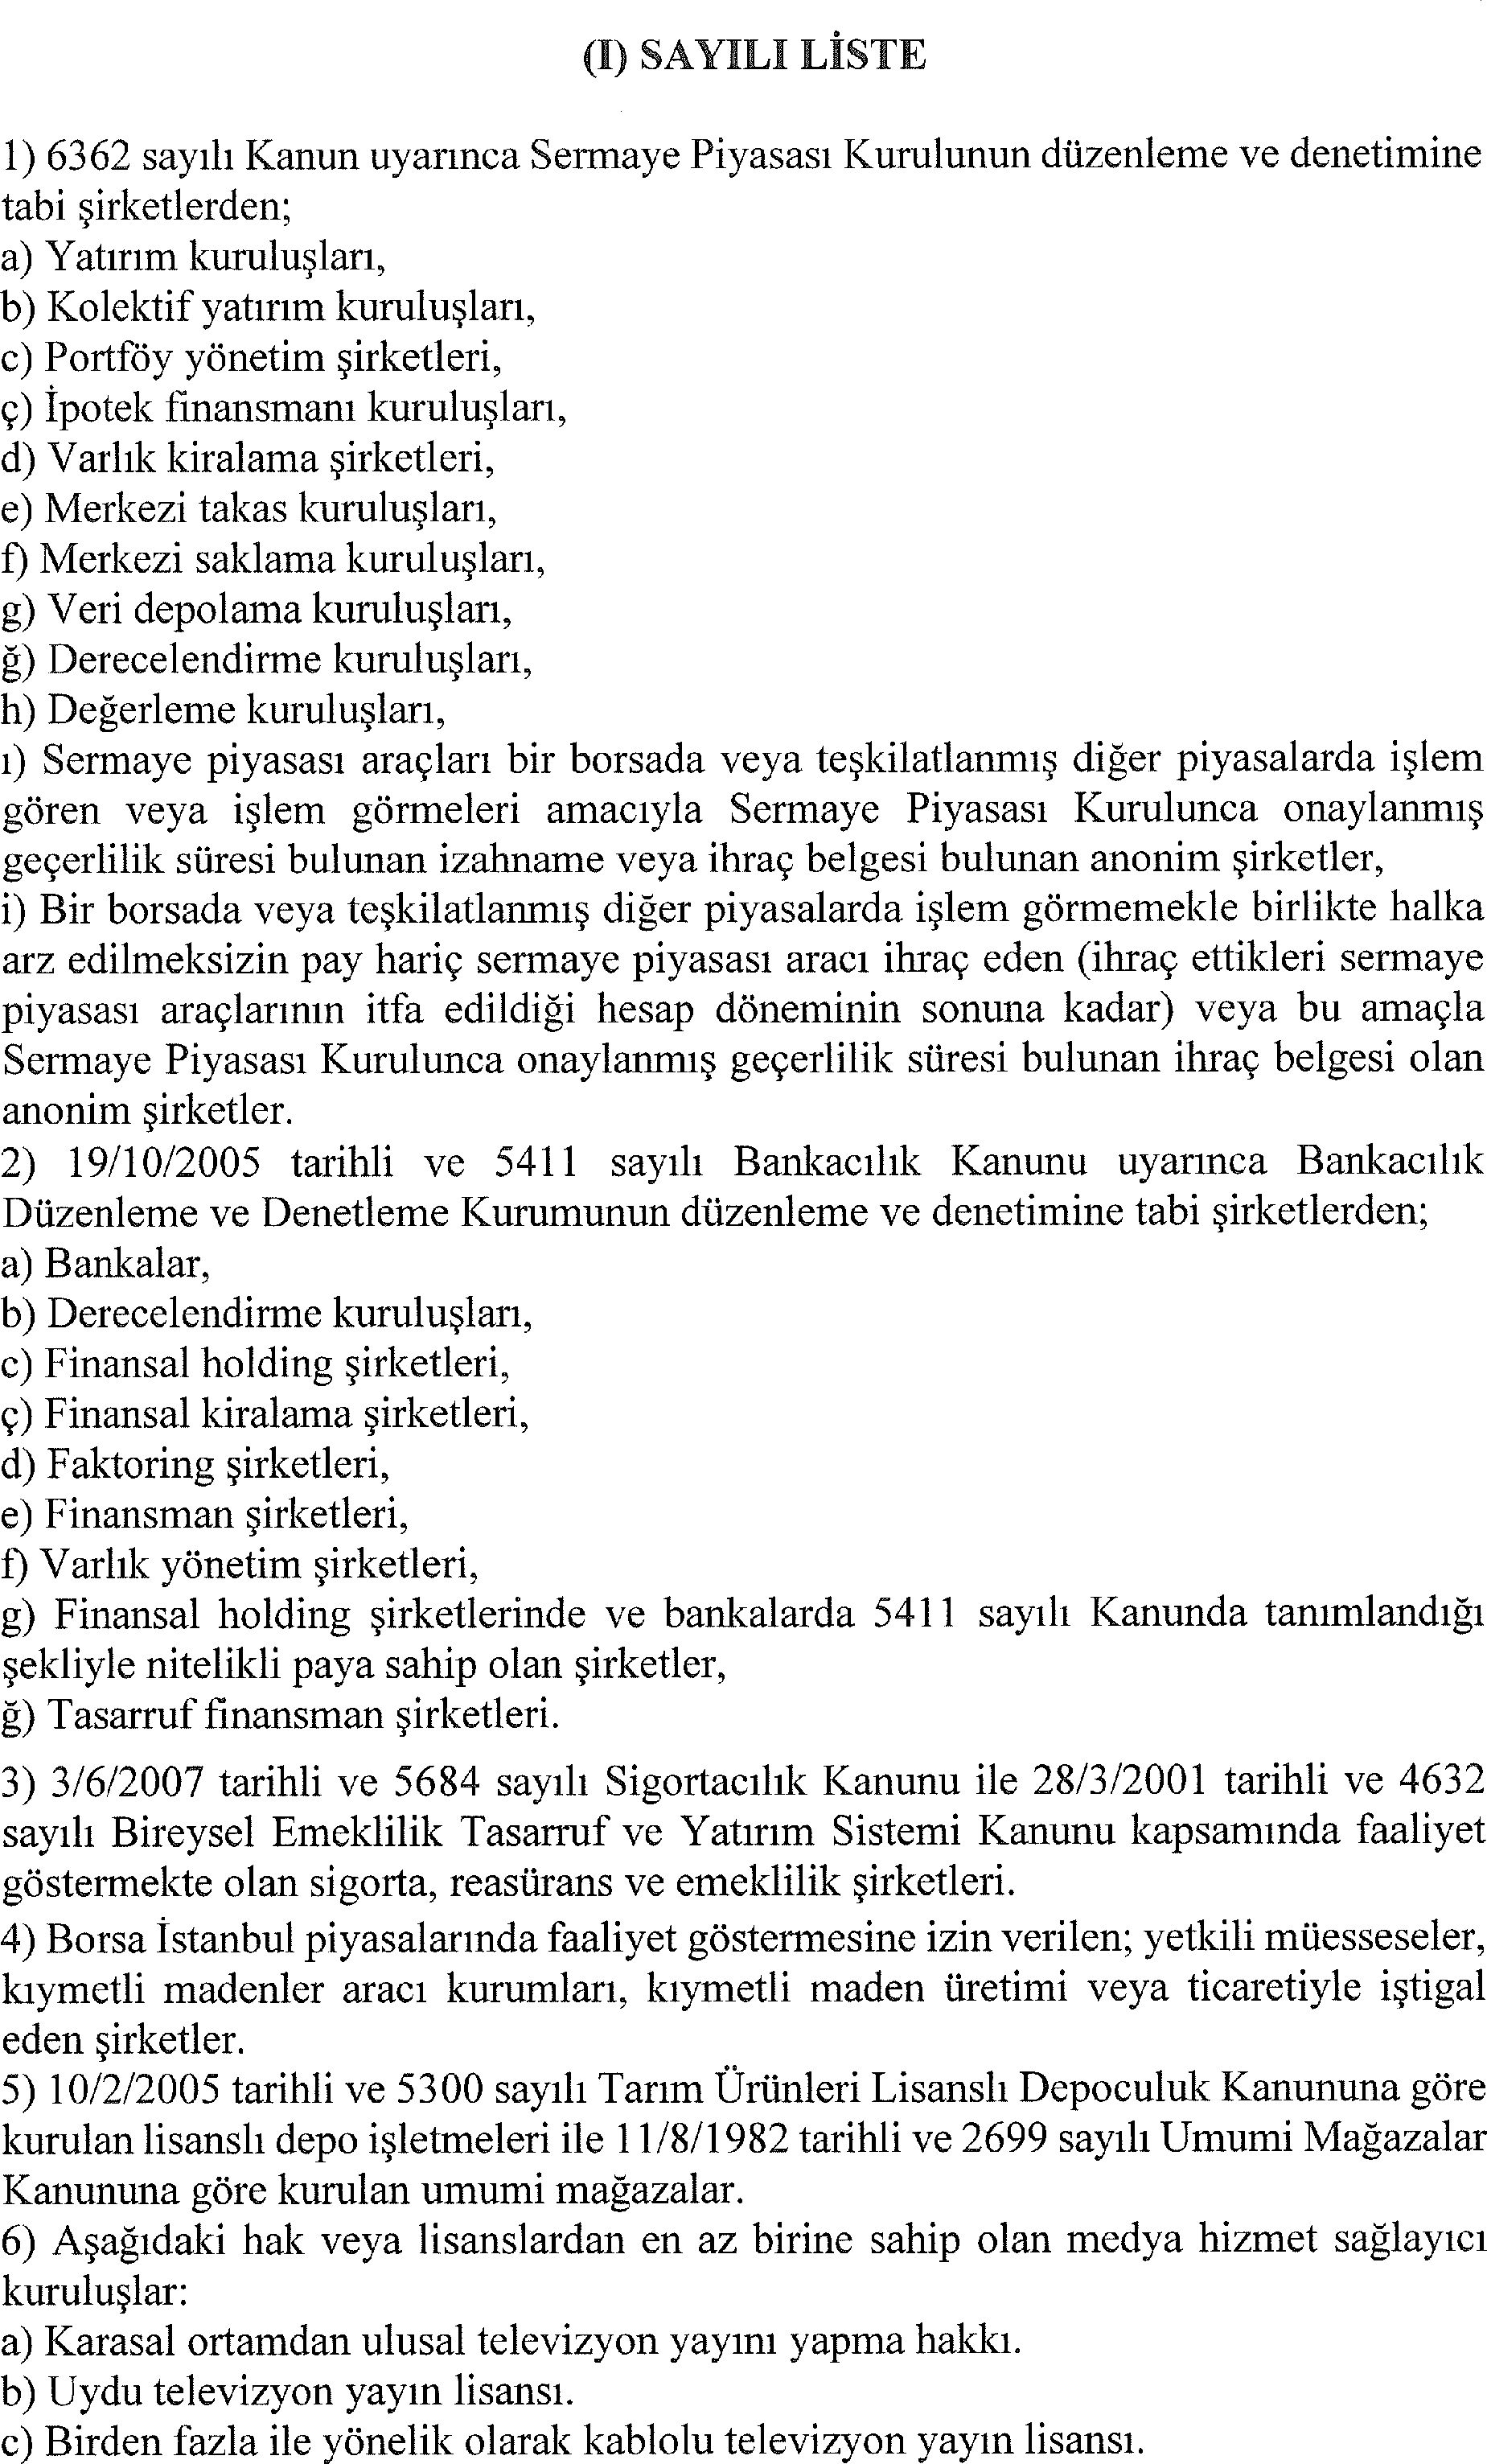 (I) SAYILI LİSTE
1) 6362 sayılı Kanun uyarınca Sermaye Piyasası Kurulunun düzenleme ve denetimine
tabi şirketlerden;
a) Yatırım kuruluşları,
b) Kolektif yatırım kuruluşları,
c) Portföy yönetim şirketleri,
ç) İpotek finansmanı kuruluşları,
d) Varlık kiralama şirketleri,
e) Merkezi takas kuruluşları,
f) Merkezi saklama kuruluşları,
g) Veri depolama kuruluşları,
ğ) Derecelendirme kuruluşları,
h) Değerleme kuruluşları,
ı) Sermaye piyasası araçları bir borsada veya teşkilatlanmış diğer piyasalarda işlem
gören veya işlem görmeleri amacıyla Sermaye Piyasası Kurulunca onaylanmış
geçerlilik süresi bulunan izahname veya ihraç belgesi bulunan anonim şirketler,
i) Bir borsada veya teşkilatlanmış diğer piyasalarda işlem görmemekle birlikte halka
arz edilmeksizin pay hariç sermaye piyasası aracı ihraç eden (ihraç ettikleri sermaye
piyasası araçlarının itfa edildiği hesap döneminin sonuna kadar) veya bu amaçla
Sermaye Piyasası Kurulunca onaylanmış geçerlilik süresi bulunan ihraç belgesi olan
anonim şirketler.
2) 19/10/2005 tarihli ve 5411 sayılı Bankacılık Kanunu uyarınca Bankacılık
Düzenleme ve Denetleme Kurumunun düzenleme ve denetimine tabi şirketlerden;
a) Bankalar,
b) Derecelendirme kuruluşları,
c) Finansal holding şirketleri,
ç) Finansal kiralama şirketleri,
d) Faktoring şirketleri,
e) Finansman şirketleri,
f) Varlık yönetim şirketleri,
g) Finansal holding şirketlerinde ve bankalarda 5411 sayılı Kanunda tanımlandığı
şekliyle nitelikli paya sahip olan şirketler,
ğ) Tasarruf finansman şirketleri.
3) 3/6/2007 tarihli ve 5684 sayılı Sigortacılık Kanunu ile 28/3/2001 tarihli ve 4632
sayılı Bireysel Emeklilik Tasarruf ve Yatırım Sistemi Kanunu kapsamında faaliyet
göstermekte olan sigorta, reasürans ve emeklilik şirketleri.
4) Borsa İstanbul piyasalarında faaliyet göstermesine izin verilen; yetkili müesseseler,
kıymetli madenler aracı kurumları, kıymetli maden üretimi veya ticaretiyle iştigal
eden şirketler.
5) 10/2/2005 tarihli ve 5300 sayılı Tarım Ürünleri Lisanslı Depoculuk Kanununa göre
kurulan lisanslı depo işletmeleri ile 11/8/1982 tarihli ve 2699 sayılı Umumi Mağazalar
Kanununa göre kurulan umumi mağazalar.
6) Aşağıdaki hak veya lisanslardan en az birine sahip olan medya hizmet sağlayıcı
kuruluşlar:
a) Karasal ortamdan ulusal televizyon yayını yapma hakkı.
b) Uydu televizyon yayın lisansı.
c) Birden fazla ile yönelik olarak kablolu televizyon yayın lisansı.